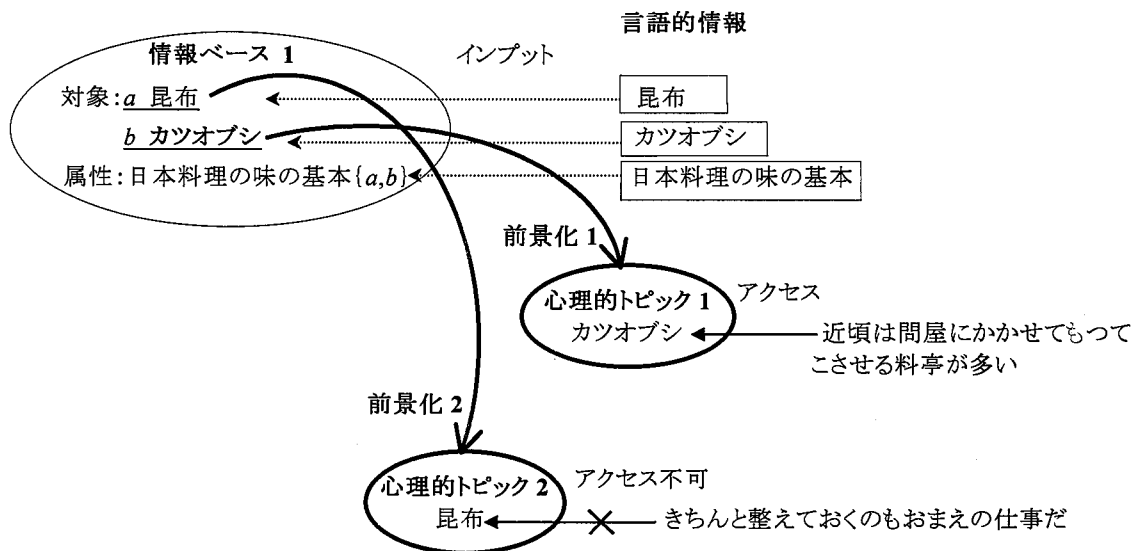 言語的情報
情報ベース 1
インプット
対象:a 昆布
昆布
b カツオブシ
カツオブシ
属性:日本料理の味の基本{a,b}
日本料理の味の基本
前景化 1
心理的トピック 1
アクセス
カツオブシ
近頃は問屋にかかせてもつて
こさせる料亭が多い
前景化 2
心理的トピック 2
アクセス不可
昆布
きちんと整えておくのもおまえの仕事だ